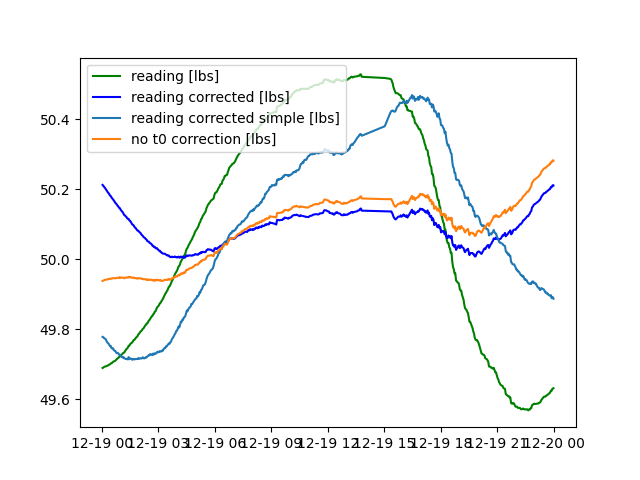 reading [lbs]
reading corrected [lbs]
reading corrected simple [lbs]
no t0 correction [lbs]
50.4
50.2
50.0
49.8
49.6
12-19 00 12-19 03 12-19 06 12-19 09 12-19 12 12-19 15 12-19 18 12-19 21 12-20 00